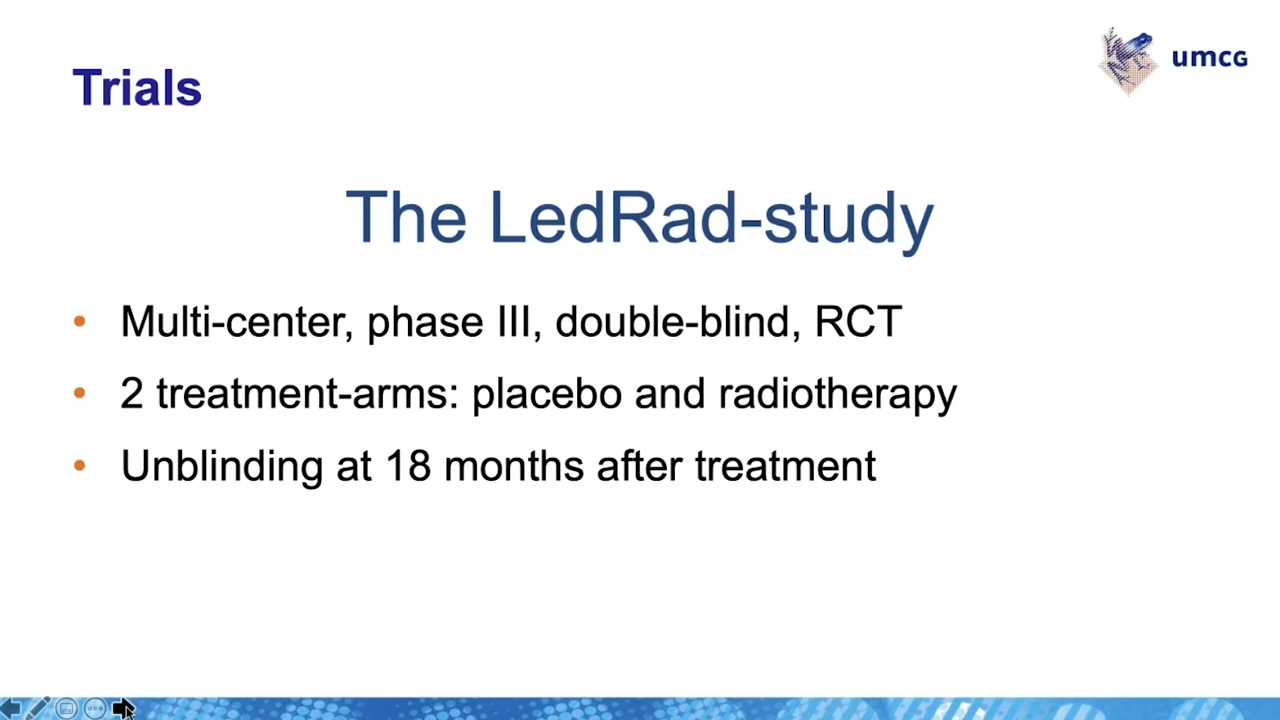 umcg
Trials
The LedRad-study
• Multi-center, phase III, double-blind, RCT
• 2 treatment-arms: placebo and radiotherapy
• Unblinding at 18 months after treatment